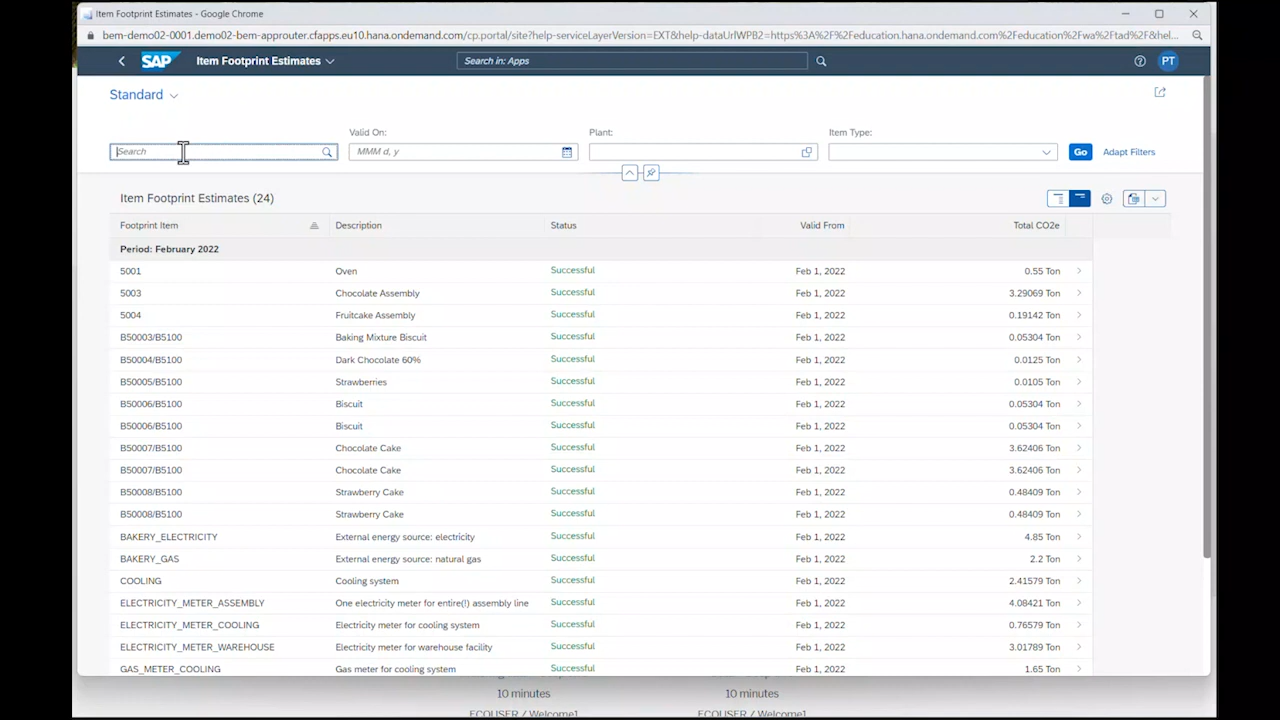 Item Footprint Estimates - Google Chrome
bem-demo02-0001.demo02-bem-approuter.cfapps.eu10.hana.ondemand.com/cp.portal/site?help-serviceLayerVersion=EXT&help-dataUrlWPB2=https%3A%2F%2Feducation.hana.ondemand.com%2Feducation%2Fwa%2Ftad%2F&hel...
SAP Item Footprint Estimates Search in: Apps PT
Standard
Valid On: Plant: Item Type:
Search MMM d, y Go Adapt Filters
Item Footprint Estimates (24)
Footprint Item Description Status Valid From Total CO2e
Period: February 2022
5001 Oven Successful Feb 1, 2022 0.55 Ton
5003 Chocolate Assembly Successful Feb 1, 2022 3.29069 Ton
5004 Fruitcake Assembly Successful Feb 1, 2022 0.19142 Ton
B50003/B5100 Baking Mixture Biscuit Successful Feb 1, 2022 0.05304 Ton
B50004/B5100 Dark Chocolate 60% Successful Feb 1, 2022 0.0125 Ton
B50005/B5100 Strawberries Successful Feb 1, 2022 0.0105 Ton
B50006/B5100 Biscuit Successful Feb 1, 2022 0.05304 Ton
B50006/B5100 Biscuit Successful Feb 1, 2022 0.05304 Ton
B50007/B5100 Chocolate Cake Successful Feb 1, 2022 3.62406 Ton
B50007/B5100 Chocolate Cake Successful Feb 1, 2022 3.62406 Ton
B50008/B5100 Strawberry Cake Successful Feb 1, 2022 0.48409 Ton
B50008/B5100 Strawberry Cake Successful Feb 1, 2022 0.48409 Ton
BAKERY_ELECTRICITY External energy source: electricity Successful Feb 1, 2022 4.85 Ton
BAKERY_GAS External energy source: natural gas Successful Feb 1, 2022 2.2 Ton
COOLING Cooling system Successful Feb 1, 2022 2.41579 Ton
ELECTRICITY_METER_ASSEMBLY One electricity meter for entire(!) assembly line Successful Feb 1, 2022 4.08421 Ton
ELECTRICITY_METER_COOLING Electricity meter for cooling system Successful Feb 1, 2022 0.76579 Ton
ELECTRICITY_METER_WAREHOUSE Electricity meter for warehouse facility Successful Feb 1, 2022 3.01789 Ton
GAS_METER_COOLING Gas meter for cooling system Successful Feb 1, 2022 1.65 Ton
10 minutes 10 minutes
ECOUSER / Welcome1 ECOUSER / Welcome1